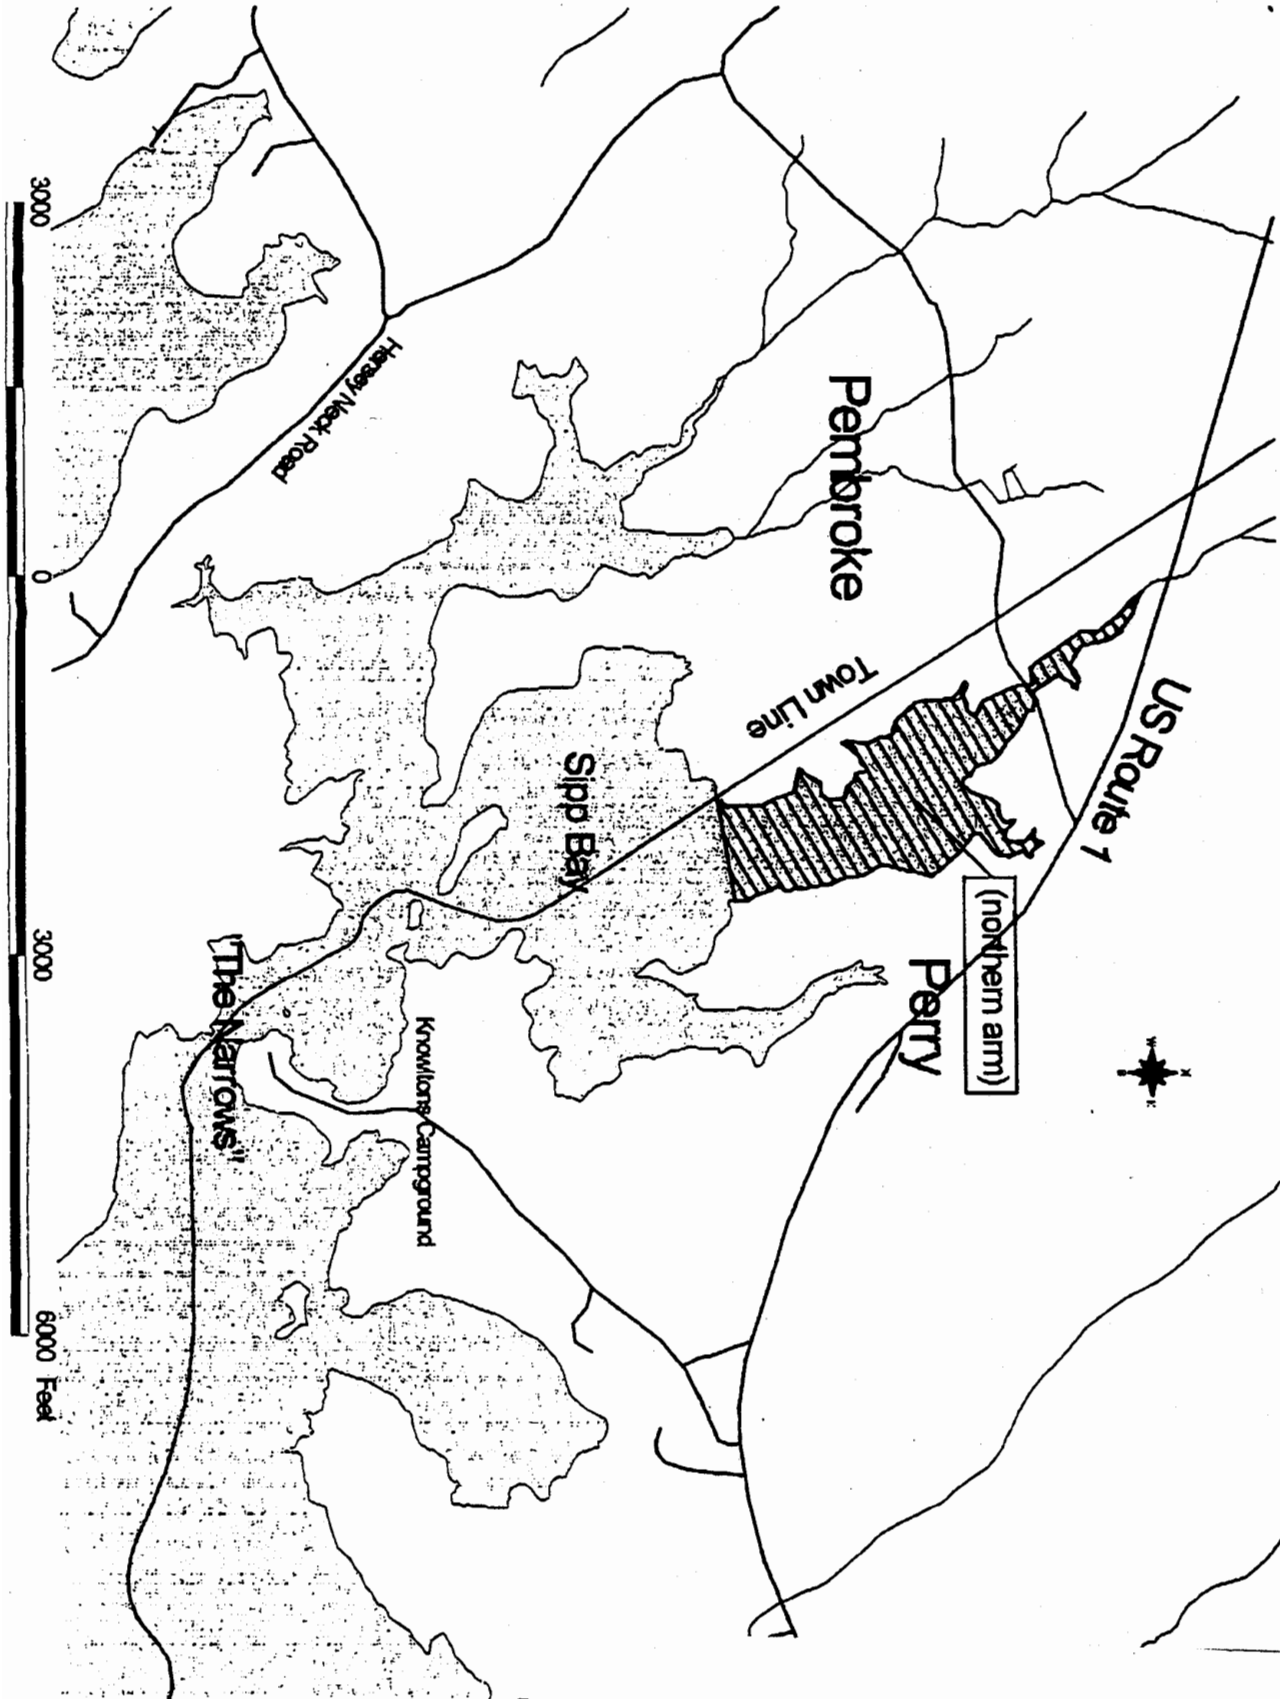 US Route 1
(northern arm)
Perry
Pembroke
Town Line
Sipp Bay
Knowltons Campground
Hersey Neck Road
"The Narrows"
3000
0
3000
6000 Feet